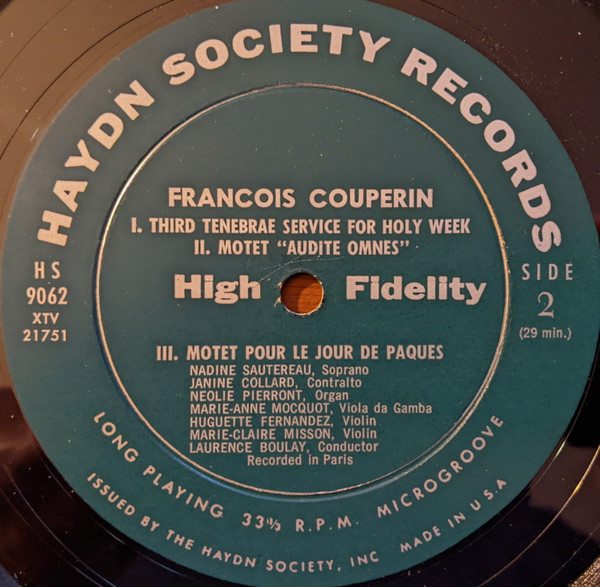 HAYDN SOCIETY RECORDS
FRANCOIS COUPERIN
I. THIRD TENEBRAE SERVICE FOR HOLY WEEK
II. MOTET "AUDITE OMNES"
HS
9062
XTV
21751
High Fidelity
SIDE
2
(29 min.)
III. MOTET POUR LE JOUR DE PAQUES
NADINE SAUTEREAU, Soprano
JANINE COLLARD, Contralto
NEOLIE PIERRONT, Organ
MARIE-ANNE MOCQUOT, Viola da Gamba
HUGUETTE FERNANDEZ, Violin
MARIE-CLAIRE MISSON, Violin
LAURENCE BOULAY, Conductor
Recorded in Paris
LONG PLAYING 33⅓ R.P.M. MICROGROOVE
ISSUED BY THE HAYDN SOCIETY, INC MADE IN U.S.A